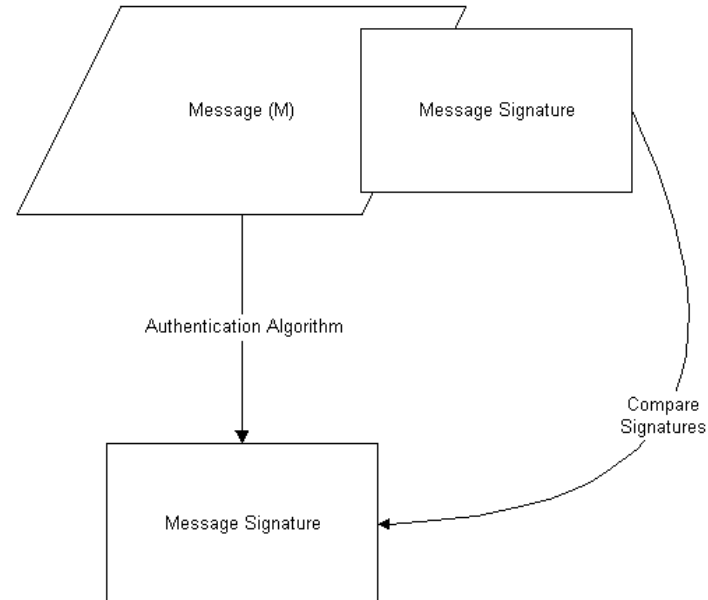 Message (M)
Message Signature
Authentication Algorithm
Compare
Signatures
Message Signature